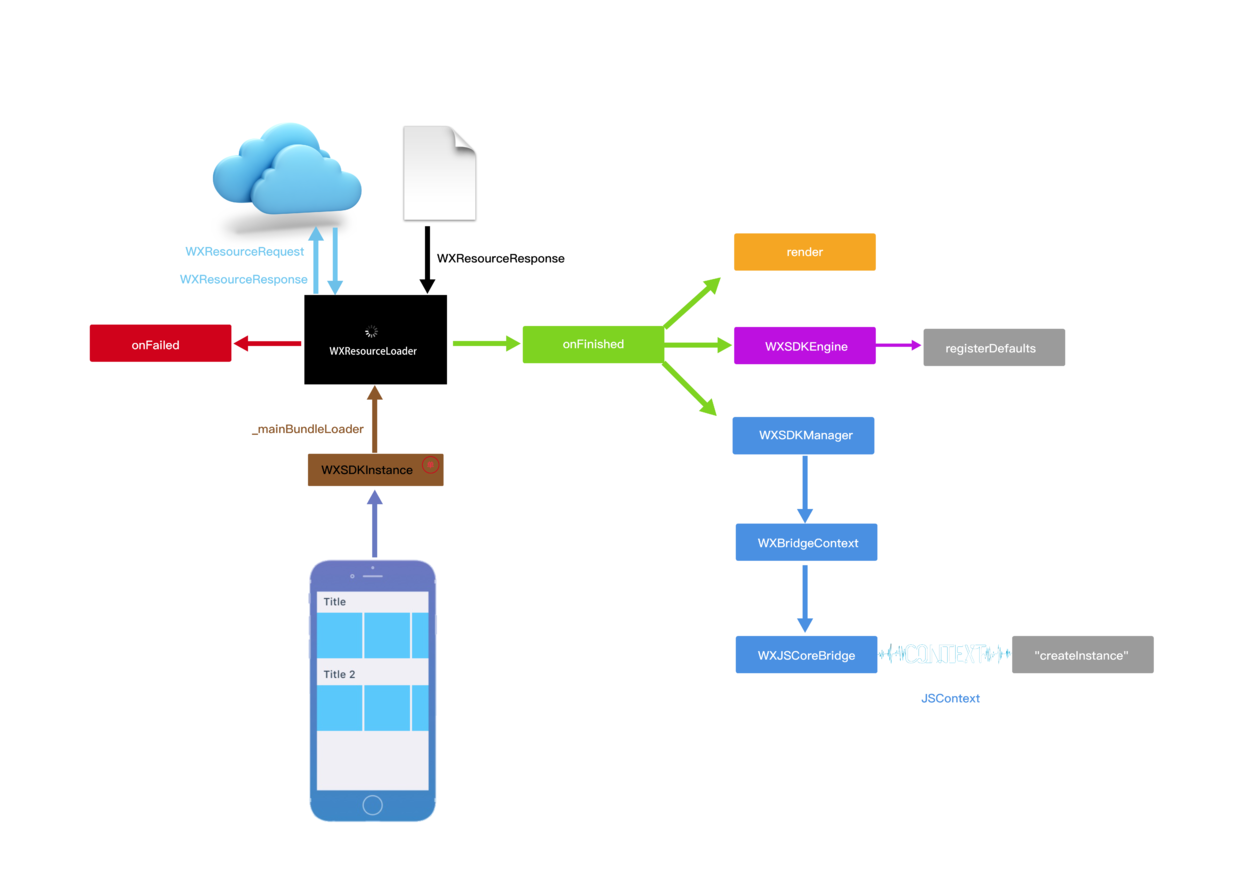 WXResourceRequest
WXResourceResponse
WXResourceResponse
render
onFailed
WXResourceLoader
onFinished
WXSDKEngine
registerDefaults
_mainBundleLoader
WXSDKManager
WXSDKInstance
WXBridgeContext
Title
Title 2
WXJSCoreBridge
CONTEXT
"createInstance"
JSContext